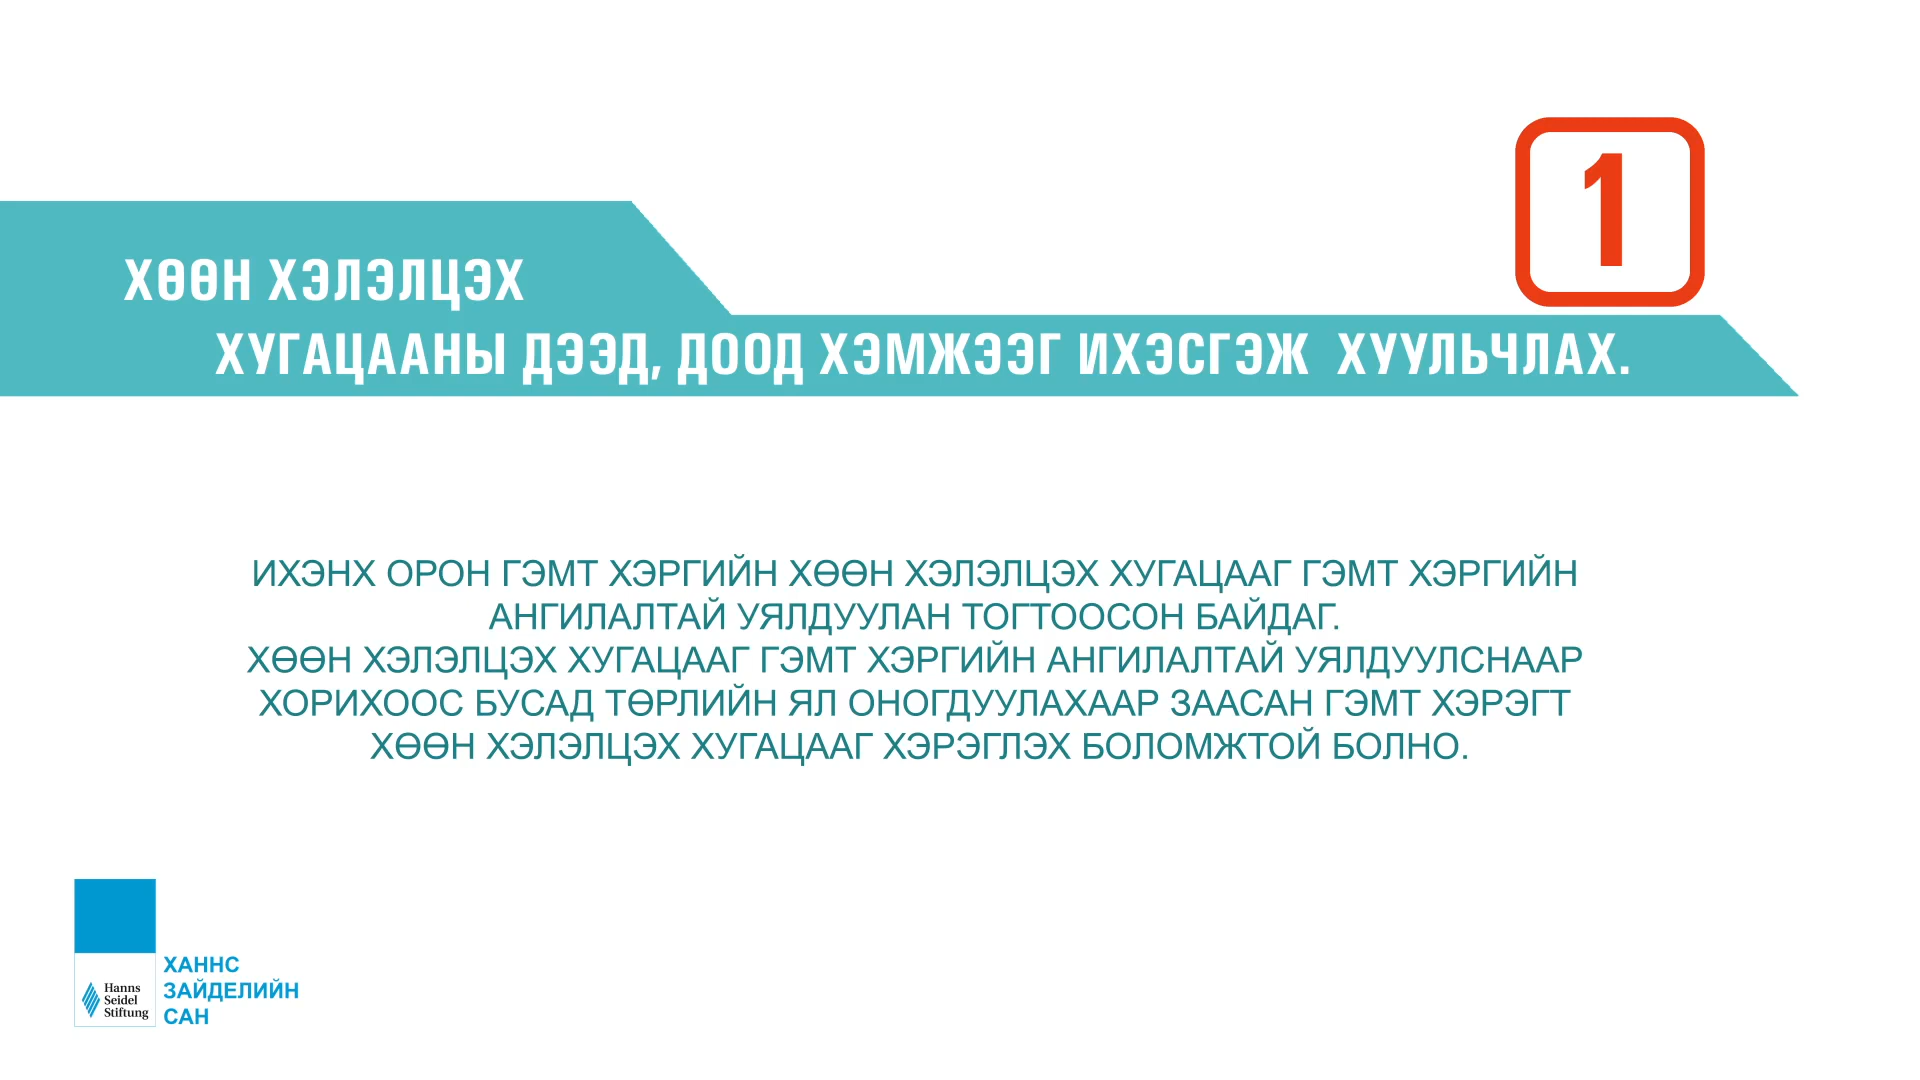 1
ХӨӨН ХЭЛЭЛЦЭХ
ХУГАЦААНЫ ДЭЭД, ДООД ХЭМЖЭЭГ ИХЭСГЭЖ ХУУЛЬЧЛАХ.
ИХЭНХ ОРОН ГЭМТ ХЭРГИЙН ХӨӨН ХЭЛЭЛЦЭХ ХУГАЦААГ ГЭМТ ХЭРГИЙН
АНГИЛАЛТАЙ УЯЛДУУЛАН ТОГТООСОН БАЙДАГ.
ХӨӨН ХЭЛЭЛЦЭХ ХУГАЦААГ ГЭМТ ХЭРГИЙН АНГИЛАЛТАЙ УЯЛДУУЛСНААР
ХОРИХООС БУСАД ТӨРЛИЙН ЯЛ ОНОГДУУЛАХААР ЗААСАН ГЭМТ ХЭРЭГТ
ХӨӨН ХЭЛЭЛЦЭХ ХУГАЦААГ ХЭРЭГЛЭХ БОЛОМЖТОЙ БОЛНО.
Hanns
Seidel
Stiftung
ХАННС
ЗАЙДЕЛИЙН
САН